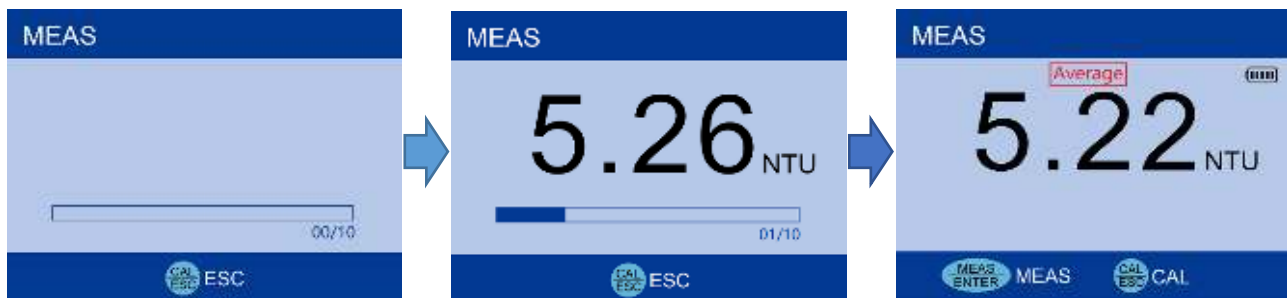 MEAS
00/10
CAL
ESC
ESC
MEAS
5.26 NTU
01/10
CAL
ESC
ESC
MEAS
Average
5.22 NTU
MEAS
ENTER
MEAS
CAL
ESC
CAL